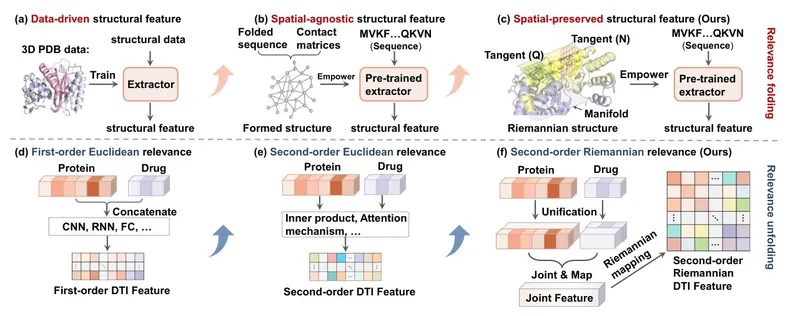 (a) Data-driven structural feature
structural data
3D PDB data:
Train
Extractor
structural feature
(b) Spatial-agnostic structural feature
Folded
sequence
Contact
matrices
MVKF...QKVN
(Sequence)
Empower
Pre-trained
extractor
Formed structure
structural feature
(c) Spatial-preserved structural feature (Ours)
Tangent (N)
Tangent (Q)
MVKF...QKVN
(Sequence)
Empower
Pre-trained
extractor
Manifold
Riemannian structure
structural feature
Relevance folding
(d) First-order Euclidean relevance
Protein
Drug
Concatenate
CNN, RNN, FC, ...
First-order DTI Feature
(e) Second-order Euclidean relevance
Protein
Drug
Inner product, Attention
mechanism, ...
Second-order DTI Feature
(f) Second-order Riemannian relevance (Ours)
Protein
Drug
Unification
Joint & Map
Joint Feature
Riemannian
mapping
Second-order
Riemannian
DTI Feature
Relevance unfolding